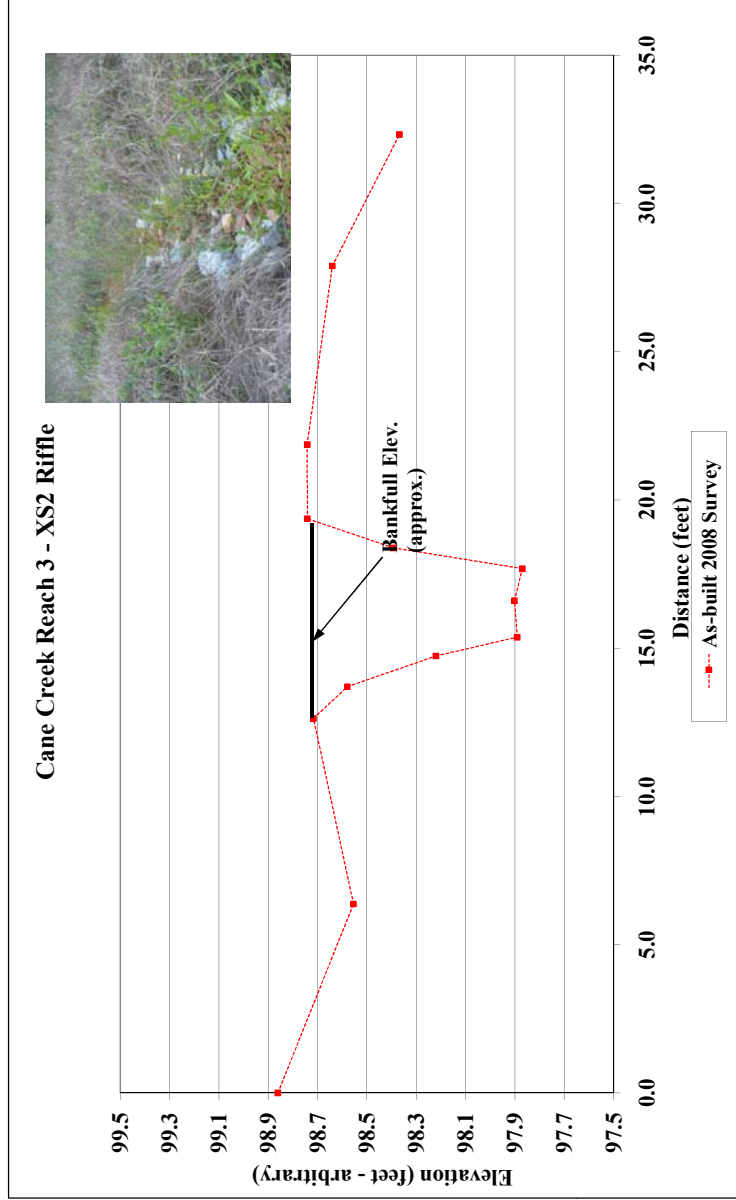 Cane Creek Reach 3 - XS2 Riffle
Elevation (feet - arbitrary)
99.5
99.3
99.1
98.9
98.7
98.5
98.3
98.1
97.9
97.7
97.5
Bankfull Elev.
(approx.)
0.0 5.0 10.0 15.0 20.0 25.0 30.0 35.0
Distance (feet)
As-built 2008 Survey